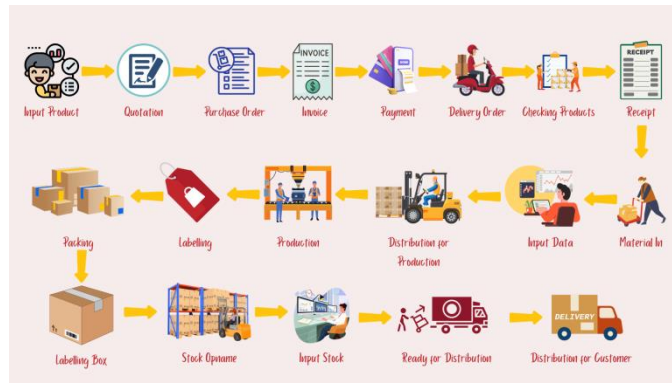 INVOICE
RECEIPT
Input Product
Quotation
Purchase Order
Invoice
Payment
Delivery Order
Checking Products
Receipt
Packing
Labelling
Production
Distribution for
Production
Input Data
Material In
DELIVERY
Labelling Box
Stock Opname
Input Stock
Ready for Distribution
Distribution for Customer